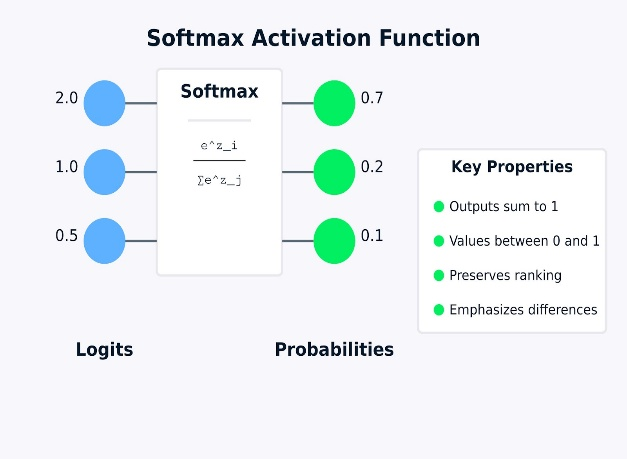 Softmax Activation Function
2.0
1.0
0.5
Softmax
e^z_i
∑e^z_j
0.7
0.2
0.1
Key Properties
Outputs sum to 1
Values between 0 and 1
Preserves ranking
Emphasizes differences
Logits
Probabilities